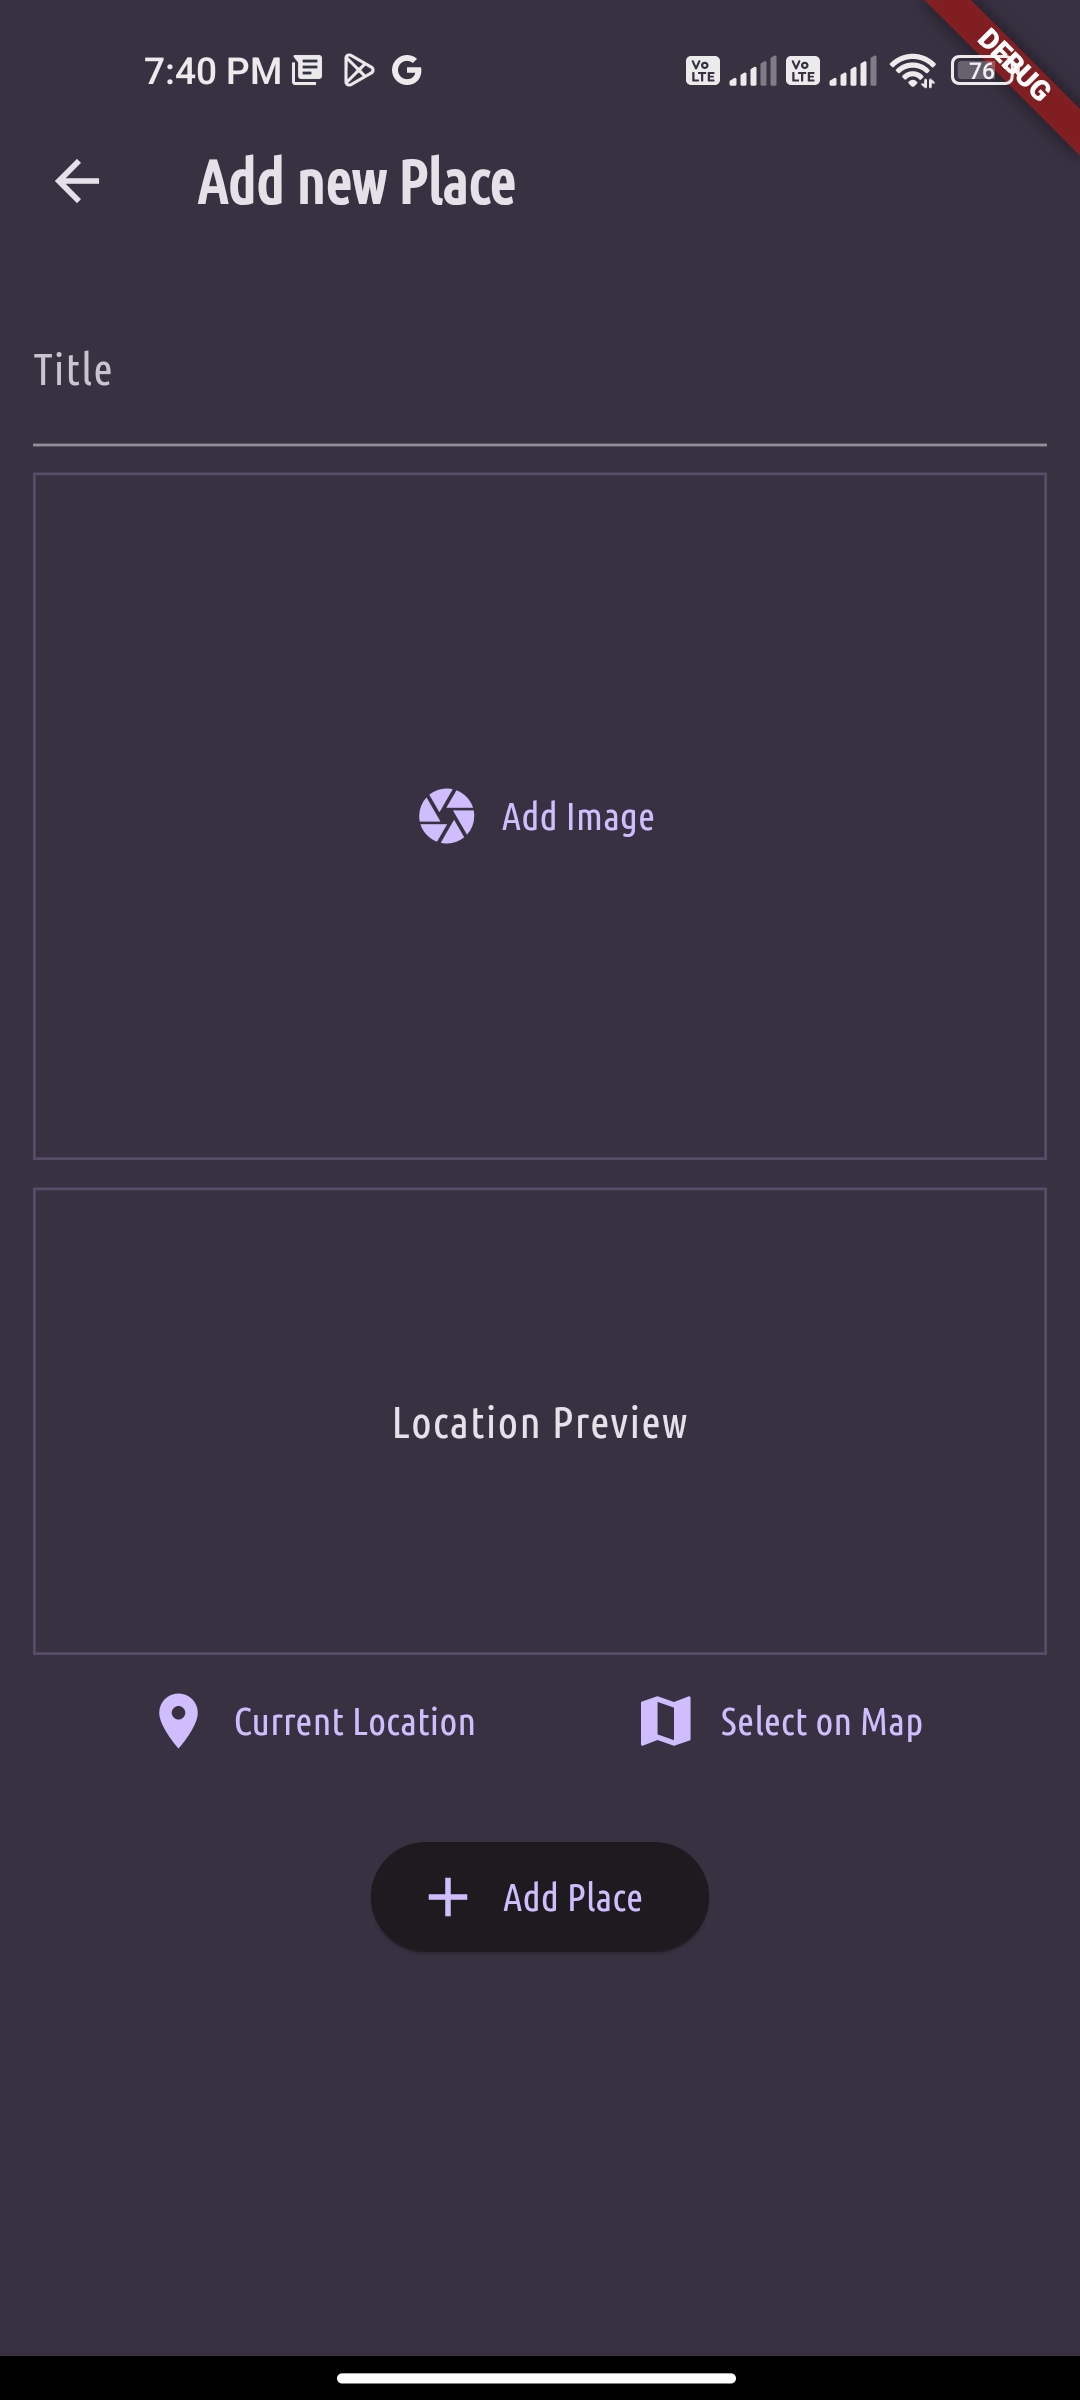 7:40 PM
Vo LTE
Vo LTE
76
DEBUG
Add new Place
Title
Add Image
Location Preview
Current Location
Select on Map
Add Place